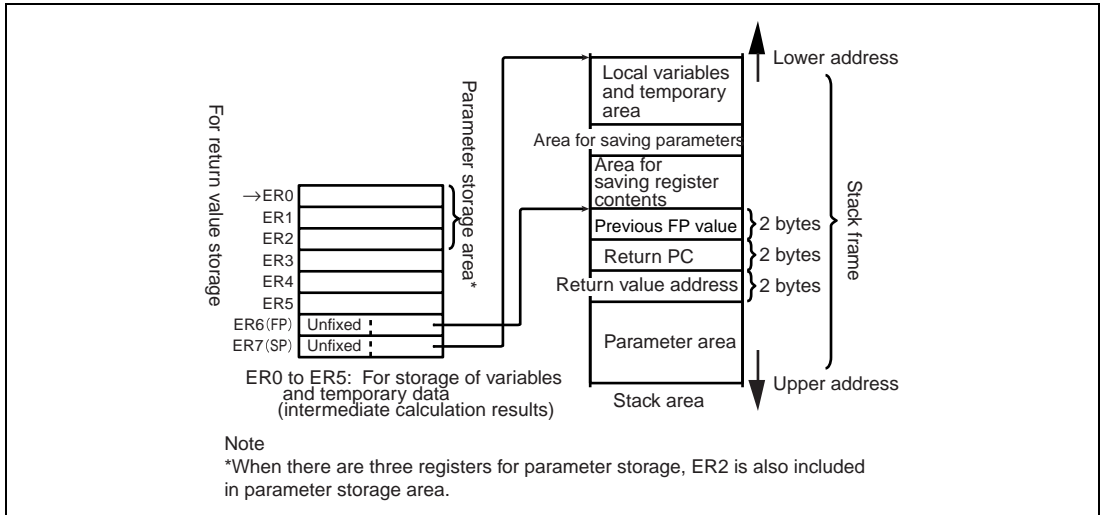 For return value storage
→ER0
ER1
ER2
ER3
ER4
ER5
ER6(FP)
ER7(SP)
Unfixed
Unfixed
Parameter storage area*
ER0 to ER5: For storage of variables
and temporary data
(intermediate calculation results)
Lower address
Local variables
and temporary
area
Area for saving parameters
Area for
saving register
contents
Previous FP value
2 bytes
Return PC
2 bytes
Return value address
2 bytes
Parameter area
Stack frame
Upper address
Stack area
Note
*When there are three registers for parameter storage, ER2 is also included
in parameter storage area.